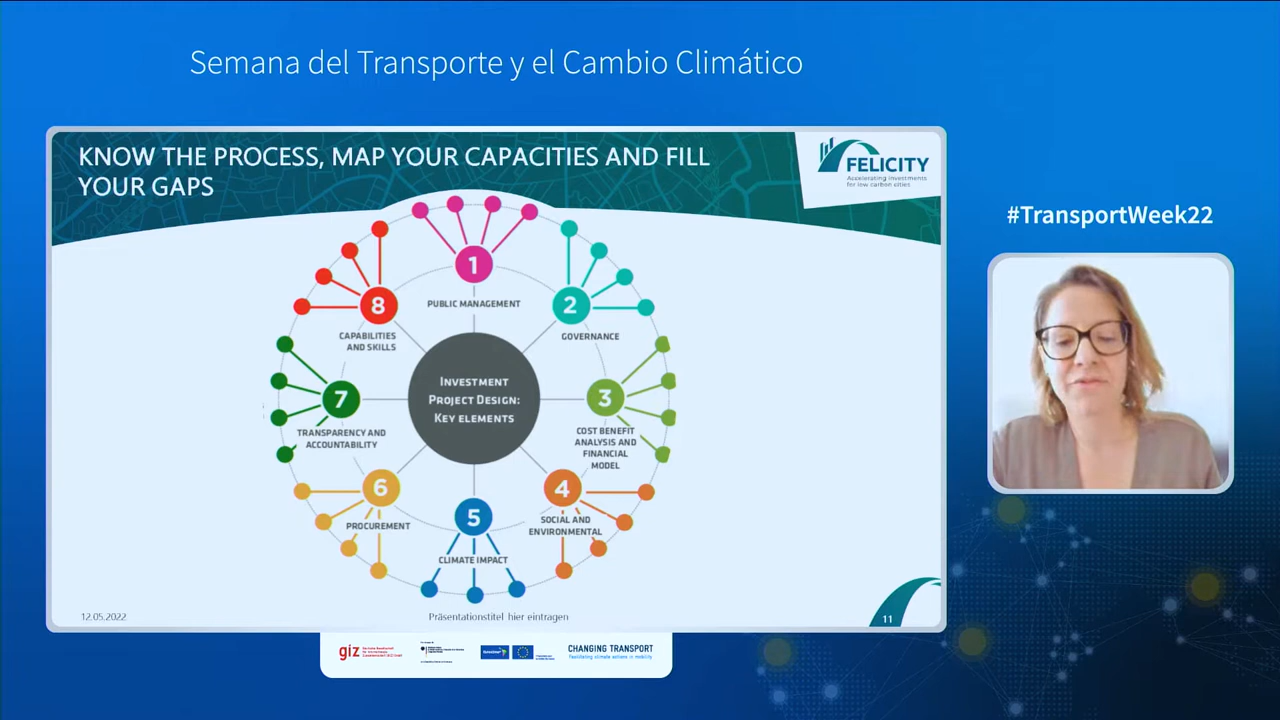 Semana del Transporte y el Cambio Climático
KNOW THE PROCESS, MAP YOUR CAPACITIES AND FILL
YOUR GAPS
FELICITY
Accelerating investments
for low carbon cities
#TransportWeek22
1
PUBLIC MANAGEMENT
2
GOVERNANCE
3
COST BENEFIT
ANALYSIS AND
FINANCIAL
MODEL
4
SOCIAL AND
ENVIRONMENTAL
5
CLIMATE IMPACT
6
PROCUREMENT
7
TRANSPARENCY AND
ACCOUNTABILITY
8
CAPABILITIES
AND SKILLS
INVESTMENT
PROJECT DESIGN:
KEY ELEMENTS
12.05.2022
Präsentationstitel hier eintragen
11
giz
CHANGING TRANSPORT
Facilitating climate actions in mobility